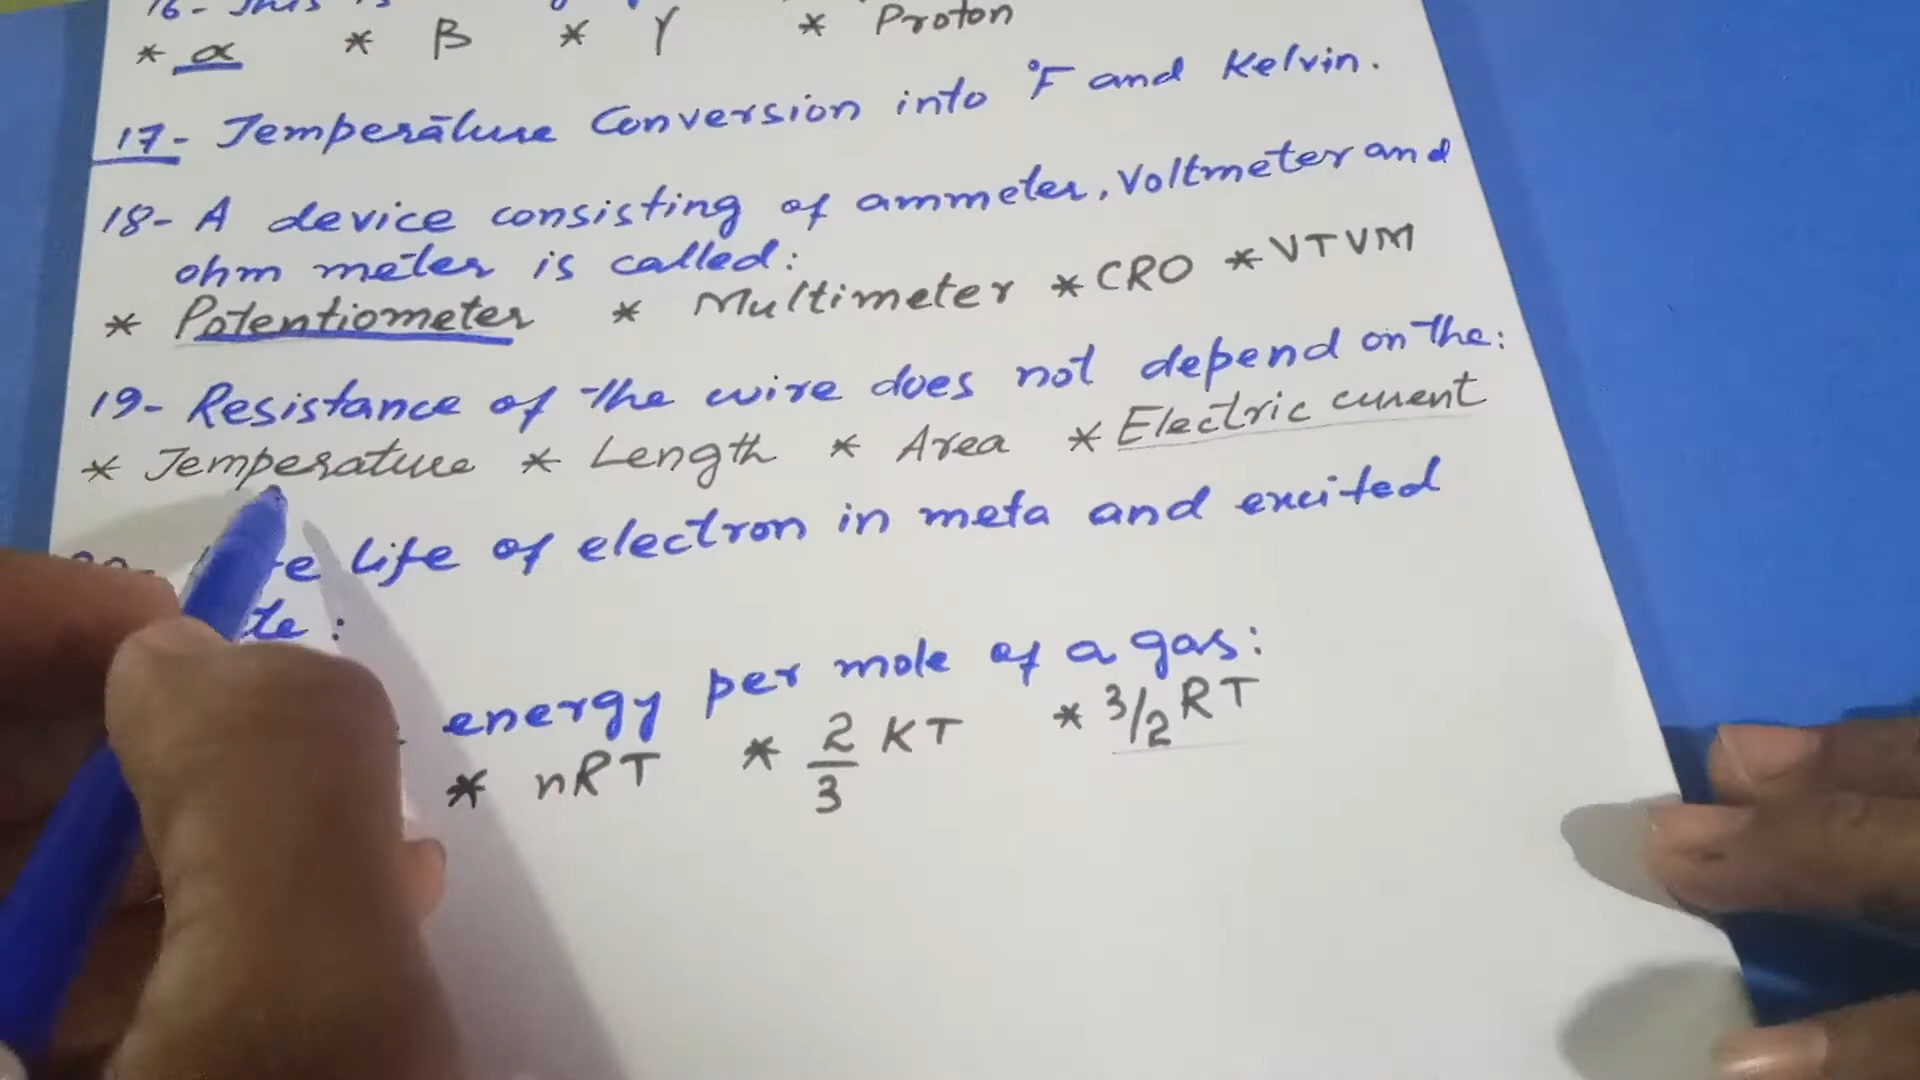 16- This
* α * β * γ * Proton
17- Temperature Conversion into °F and Kelvin.
18- A device consisting of ammeter, Voltmeter and
ohm meter is called:
* Potentiometer * Multimeter * CRO * VTVM
19- Resistance of the wire does not depend on the:
* Temperature * Length * Area * Electric current
life of electron in meta and excited
:
energy per mole of a gas:
* nRT * 2/3 KT * 3/2 RT